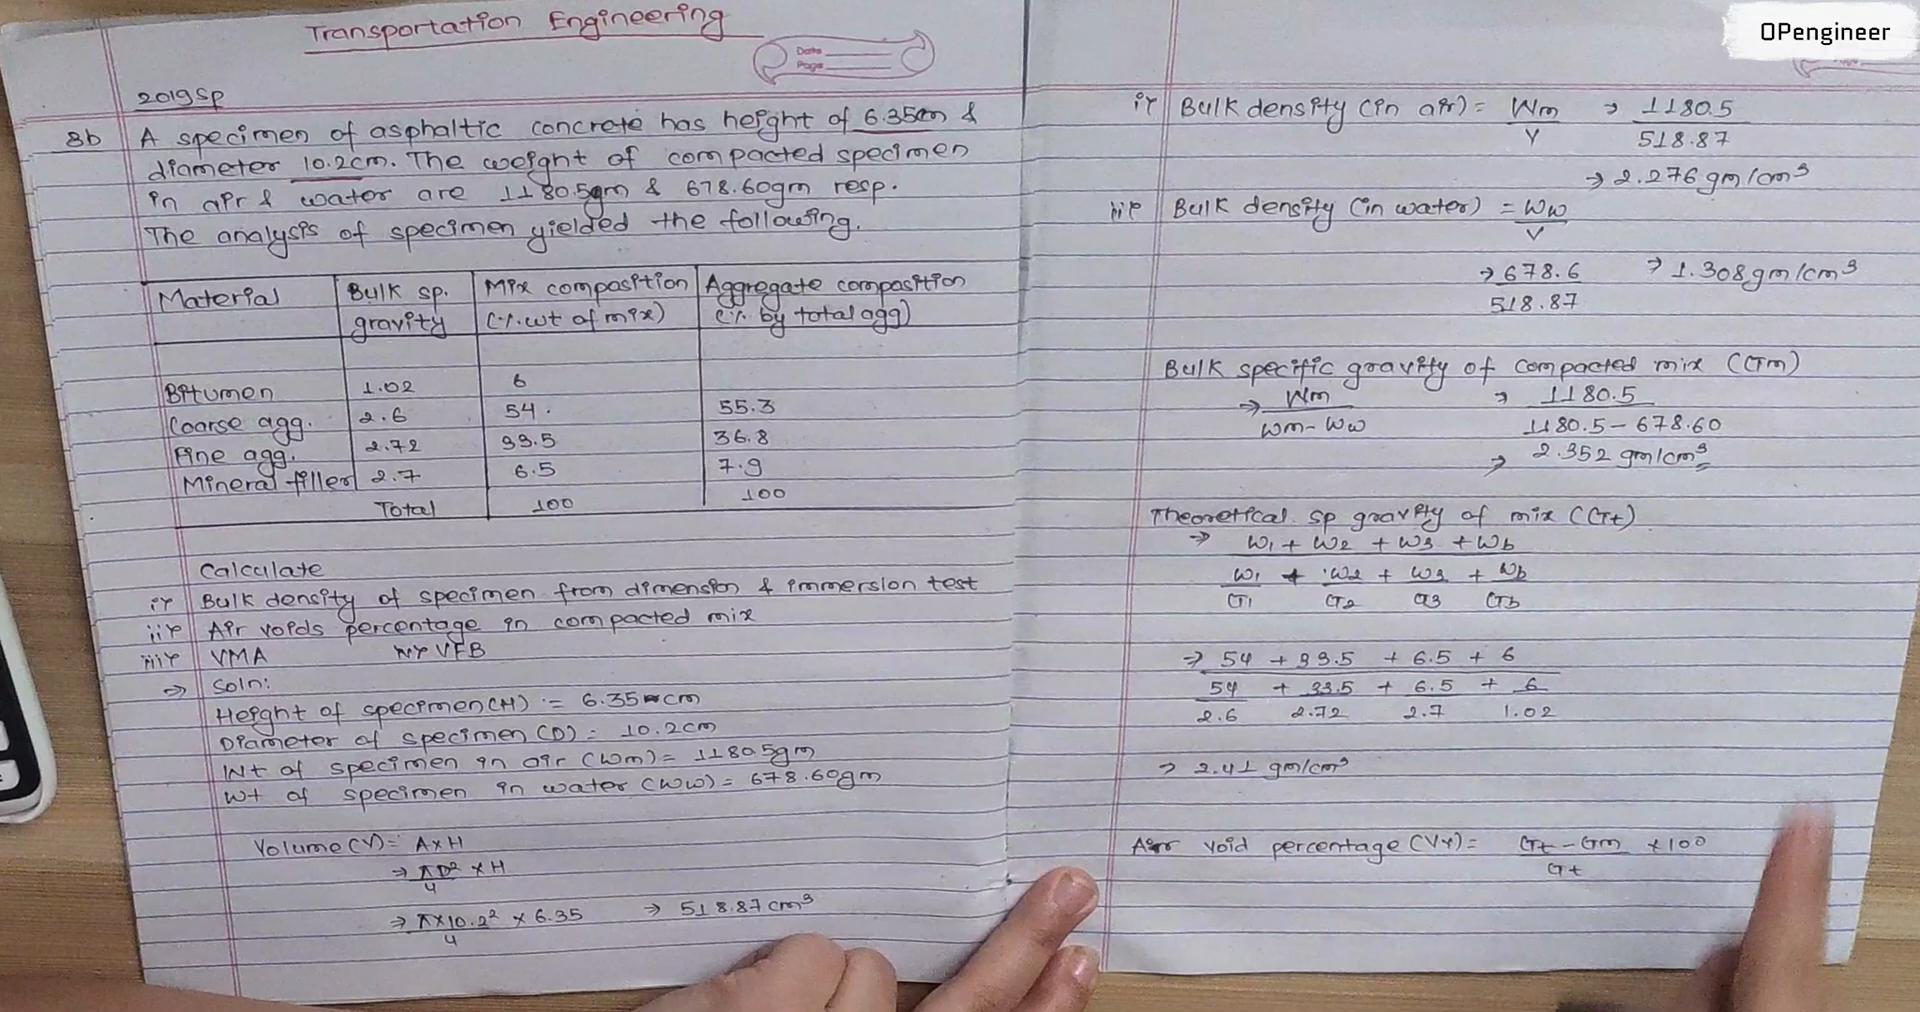 Transportation Engineering
Date
Page
2019 sp
8b A specimen of asphaltic concrete has height of 6.35cm &
diameter 10.2cm. The weight of compacted specimen
in air & water are 1180.5gm & 678.60gm resp.
The analysis of specimen yielded the following.
Material Bulk sp. gravity Mix composition (%.wt of mix) Aggregate composition (% by total agg)
Bitumen 1.02 6
Coarse agg. 2.6 54. 55.3
Fine agg. 2.72 33.5 36.8
Mineral filler 2.7 6.5 7.9
Total 100 100
Calculate
i) Bulk density of specimen from dimension & immersion test
ii) Air voids percentage in compacted mix
iii) VMA iv) VFB
⇒ Soln:
Height of specimen (H) = 6.35 cm
Diameter of specimen (D) = 10.2cm
Wt of specimen in air (Wm) = 1180.5gm
Wt of specimen in water (Ww) = 678.60gm
Volume (V) = A×H
⇒ πD²/4 × H
⇒ π×10.2²/4 × 6.35 ⇒ 518.87 cm³
OPengineer
i) Bulk density (in air) = Wm/V ⇒ 1180.5/518.87
⇒ 2.276 gm/cm³
ii) Bulk density (in water) = Ww/V
⇒ 678.6/518.87 ⇒ 1.308gm/cm³
Bulk specific gravity of compacted mix (Gm)
⇒ Wm/Wm-Ww ⇒ 1180.5/1180.5-678.60
⇒ 2.352 gm/cm³
Theoretical sp gravity of mix (Gt)
⇒ W1 + W2 + W3 + Wb
W1/G1 + W2/G2 + W3/G3 + Wb/Gb
⇒ 54 + 33.5 + 6.5 + 6
54/2.6 + 33.5/2.72 + 6.5/2.7 + 6/1.02
⇒ 2.41 gm/cm³
Air void percentage (Vv) = Gt-Gm/Gt ×100